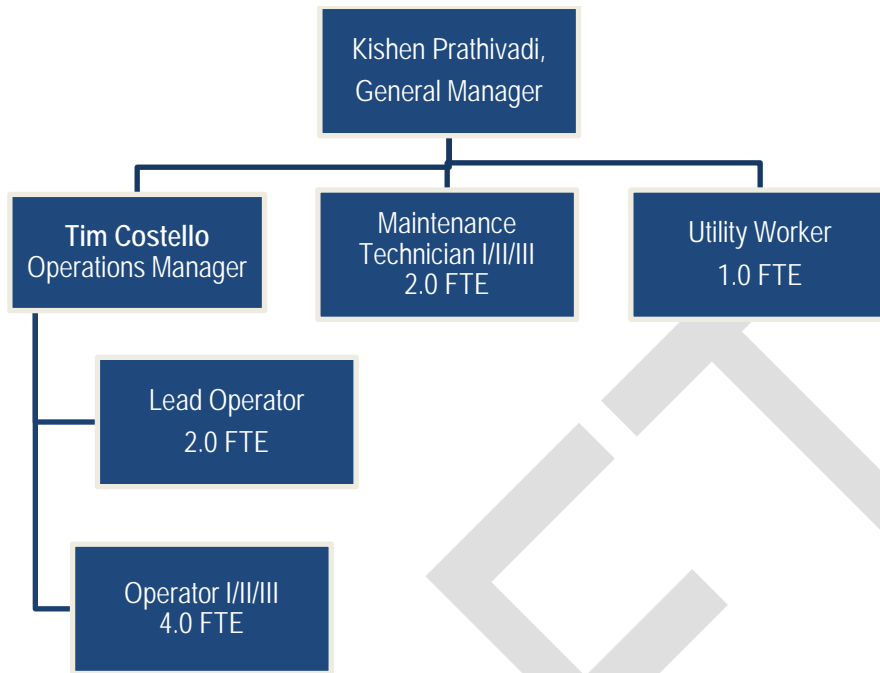 Kishen Prathivadi,
General Manager
Tim Costello
Operations Manager
Maintenance
Technician I/II/III
2.0 FTE
Utility Worker
1.0 FTE
Lead Operator
2.0 FTE
Operator I/II/III
4.0 FTE